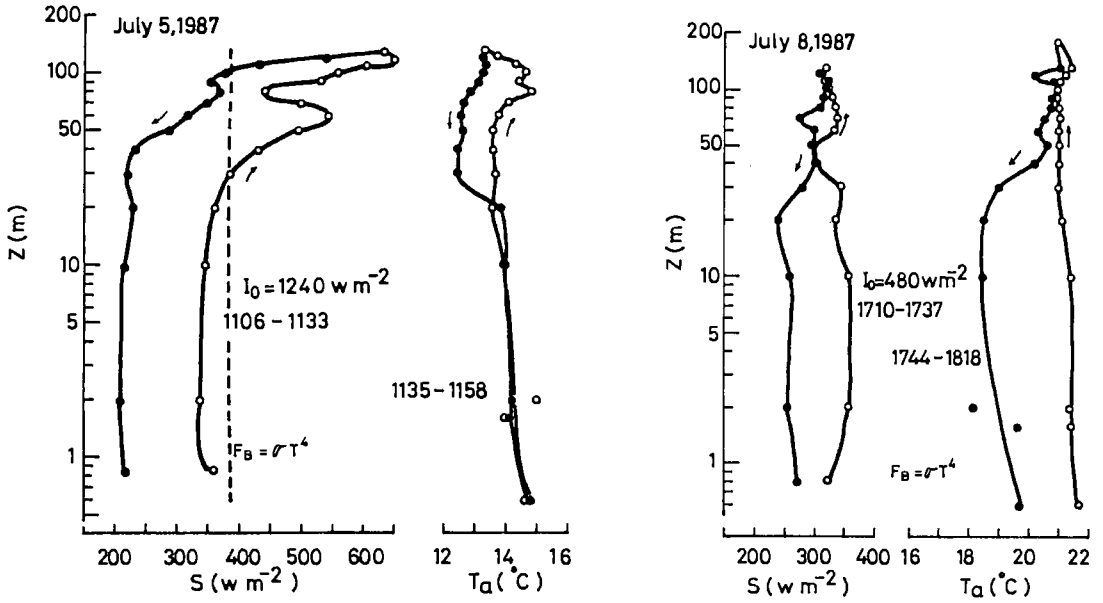 July 5,1987
200
100
50
10
5
1
Z (m)
I₀=1240 w m⁻²
1106-1133
F_B = σT⁴
200 300 400 500 600
S (w m⁻²)
1135-1158
12 14 16
Ta (°C)
July 8,1987
200
100
50
10
5
1
Z (m)
I₀=480 wm⁻²
1710-1737
1744-1818
F_B = σT⁴
200 300 400
S (w m⁻²)
16 18 20 22
Ta (°C)